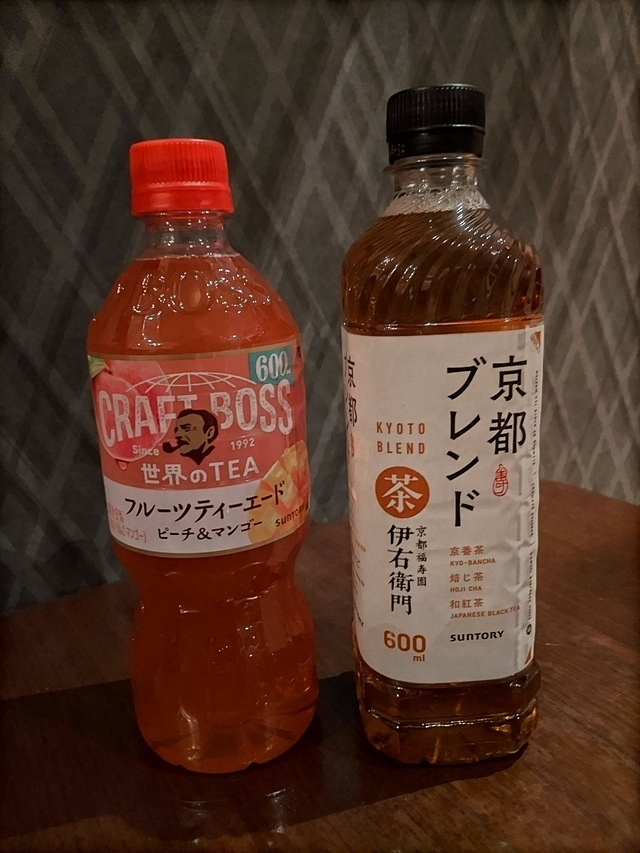 600ml
CRAFT BOSS
Since 1992
世界のTEA
フルーツティーエード
ピーチ&マンゴー
SUNTORY
京都
ブレンド
KYOTO
BLEND
茶
京都福寿園
伊右衛門
京番茶
KYO-BANCHA
焙じ茶
HOJI CHA
和紅茶
JAPANESE BLACK TEA
600
ml
SUNTORY